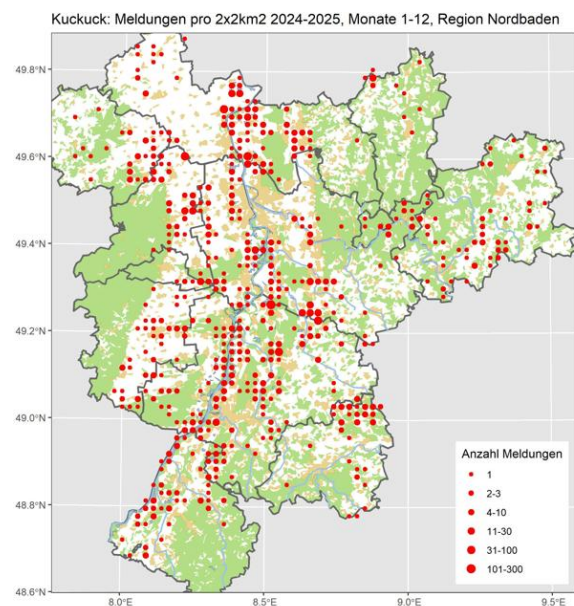 Kuckuck: Meldungen pro 2x2km2 2024-2025, Monate 1-12, Region Nordbaden
49.8°N
49.6°N
49.4°N
49.2°N
49.0°N
48.8°N
48.6°N
Anzahl Meldungen
1
2-3
4-10
11-30
31-100
101-300
8.0°E
8.5°E
9.0°E
9.5°E